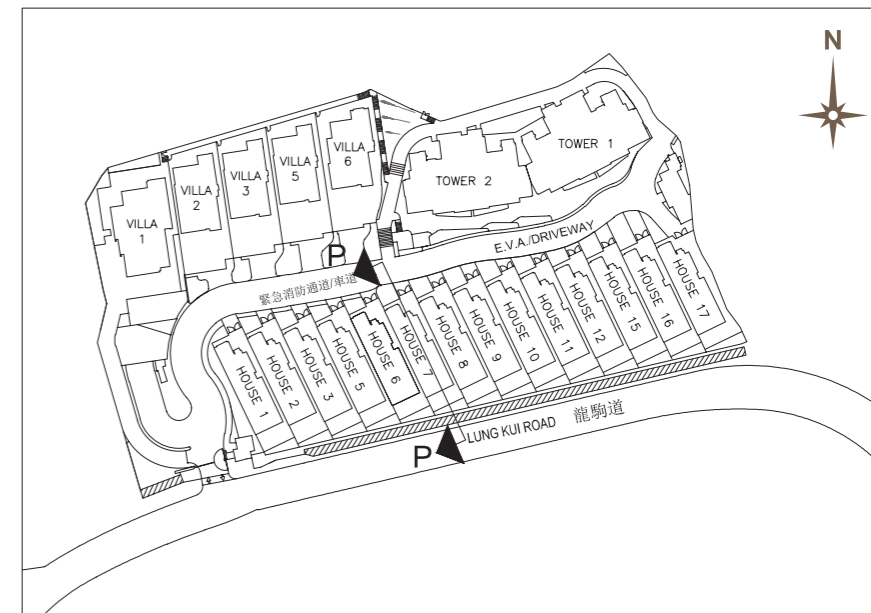 N
VILLA
1
VILLA
2
VILLA
3
VILLA
5
VILLA
6
TOWER 2
TOWER 1
E.V.A./DRIVEWAY
P
緊急消防通道/車道
HOUSE 1
HOUSE 2
HOUSE 3
HOUSE 5
HOUSE 6
HOUSE 7
HOUSE 8
HOUSE 9
HOUSE 10
HOUSE 11
HOUSE 12
HOUSE 15
HOUSE 16
HOUSE 17
P
LUNG KUI ROAD 龍駒道